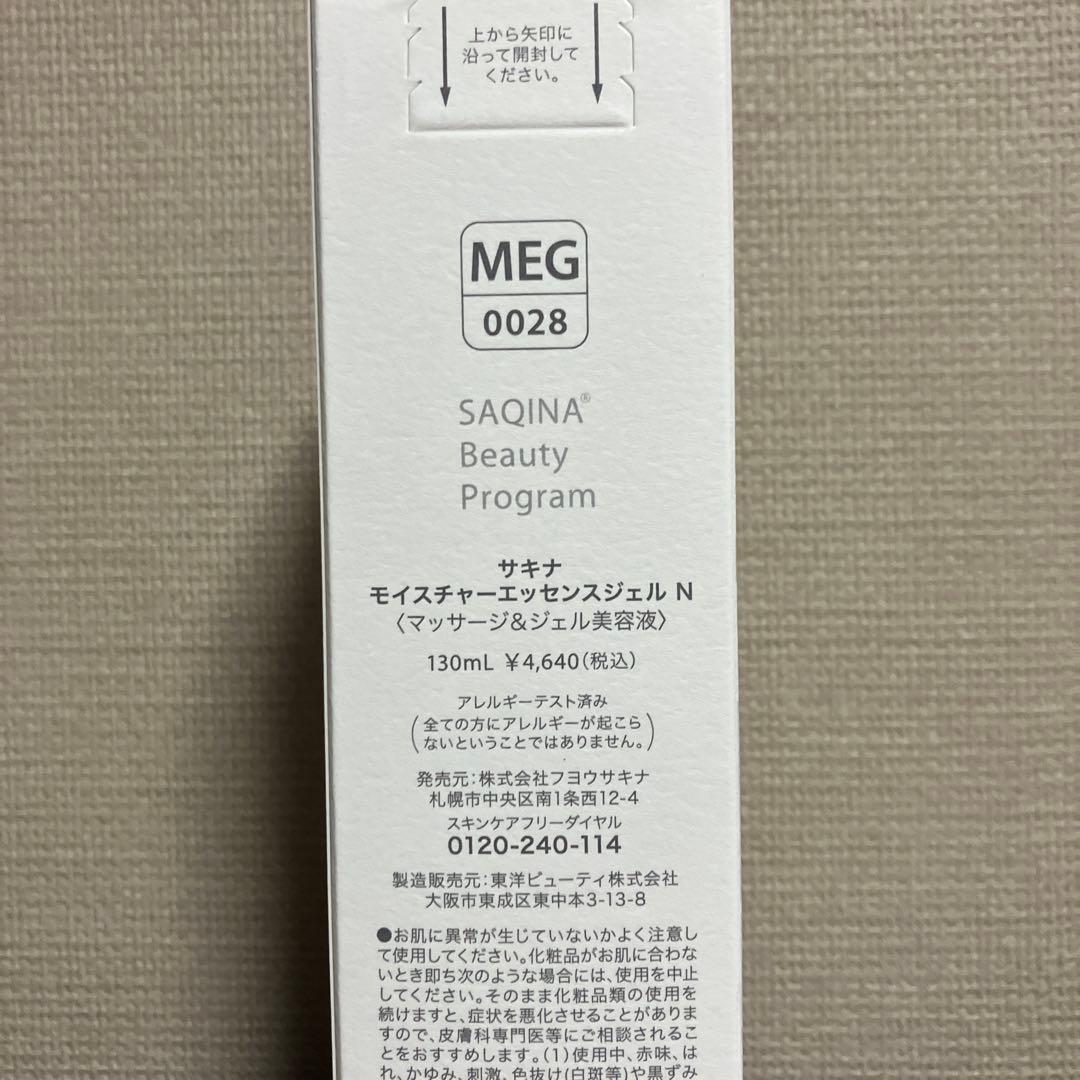 上から矢印に
沿って開封して
ください。
MEG
0028
SAQINA®
Beauty
Program
サキナ
モイスチャーエッセンスジェル N
〈マッサージ&ジェル美容液〉
130mL ¥4,640(税込)
アレルギーテスト済み
(全ての方にアレルギーが起こら
ないということではありません。)
発売元:株式会社フヨウサキナ
札幌市中央区南1条西12-4
スキンケアフリーダイヤル
0120-240-114
製造販売元:東洋ビューティ株式会社
大阪市東成区東中本3-13-8
●お肌に異常が生じていないかよく注意し
て使用してください。化粧品がお肌に合わな
いとき即ち次のような場合には、使用を中止
してください。そのまま化粧品類の使用を
続けますと、症状を悪化させることがありま
すので、皮膚科専門医等にご相談されるこ
とをおすすめします。(1)使用中、赤味、は
れ、かゆみ、刺激、色抜け(白斑等)や黒ずみ